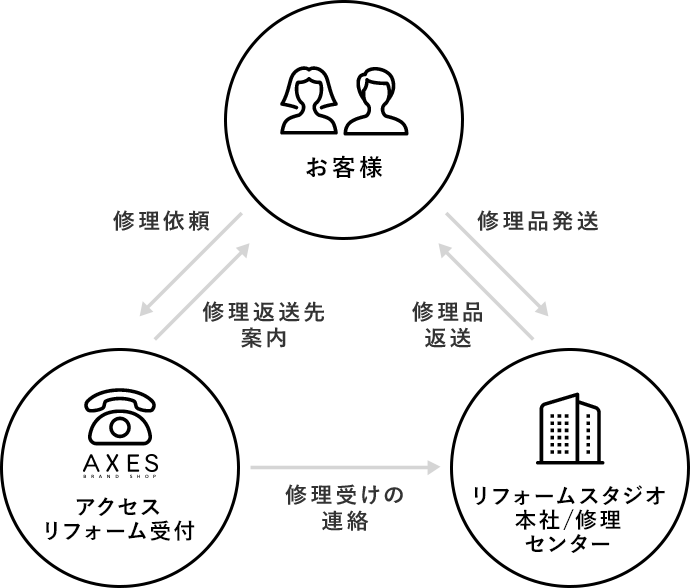 お客様
修理依頼
修理品発送
修理返送先
案内
修理品
返送
AXES
BRAND SHOP
アクセス
リフォーム受付
修理受けの
連絡
リフォームスタジオ
本社/修理
センター